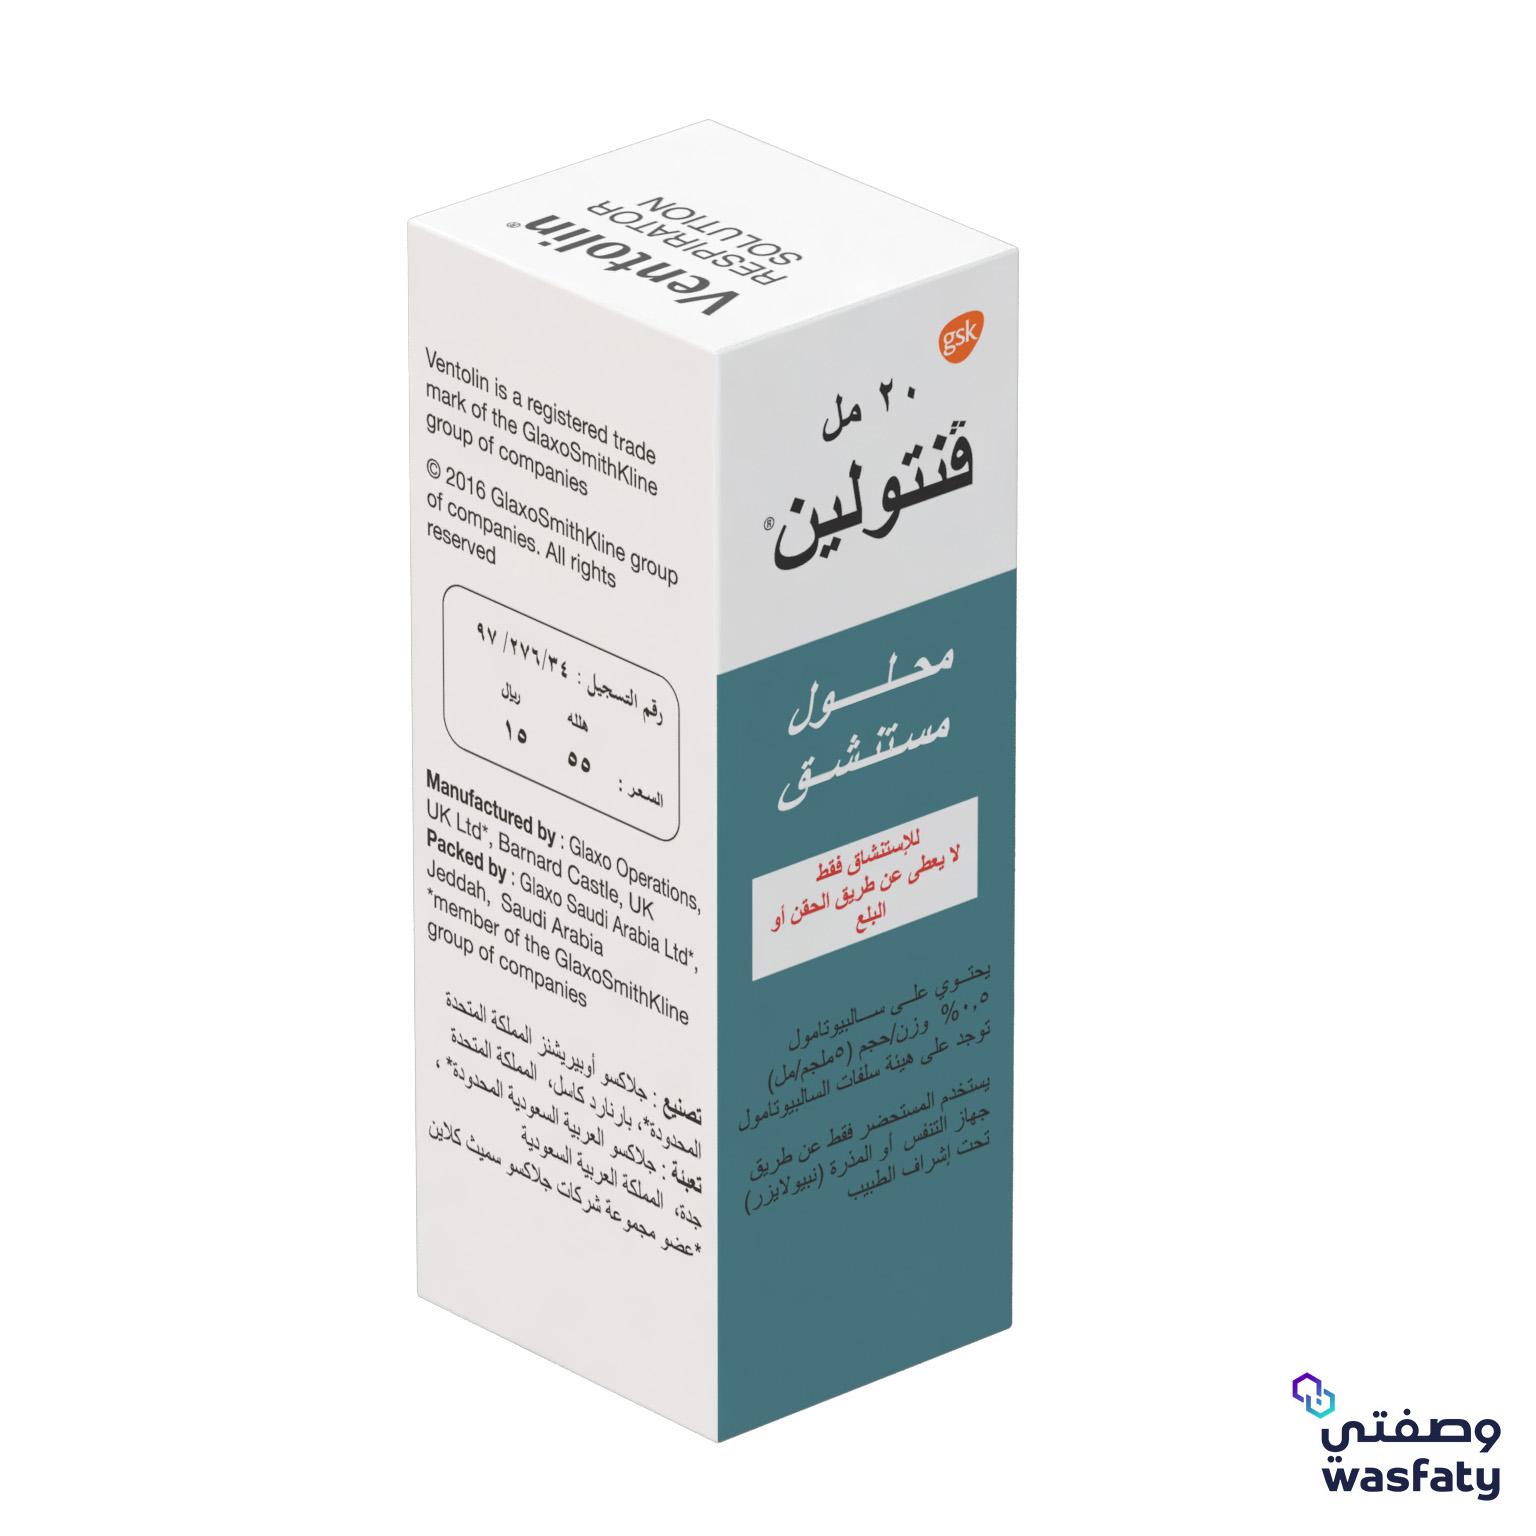 Ventolin®
RESPIRATOR
SOLUTION
gsk
٢٠ مل
ڤنتولين®
محلول
مستنشق
للإستنشاق فقط
لا يعطى عن طريق الحقن أو
البلع
يحتوي على سالبيوتامول
٠,٥% وزن/حجم (٥ملجم/مل)
توجد على هيئة سلفات السالبيوتامول
يستخدم المستحضر فقط عن طريق
جهاز التنفس أو المذرة (نبيولايزر)
تحت إشراف الطبيب
Ventolin is a registered trade
mark of the GlaxoSmithKline
group of companies
© 2016 GlaxoSmithKline group
of companies. All rights
reserved
رقم التسجيل : ٩٧ /٢٧٦/٣٤
هلله ريال
السعر : ٥٥ ١٥
Manufactured by : Glaxo Operations,
UK Ltd*, Barnard Castle, UK
Packed by : Glaxo Saudi Arabia Ltd*,
Jeddah, Saudi Arabia
*member of the GlaxoSmithKline
group of companies
تصنيع : جلاكسو أوبيريشنز المملكة المتحدة
المحدودة*، بارنارد كاسل، المملكة المتحدة
تعبئة : جلاكسو العربية السعودية المحدودة* ،
جدة، المملكة العربية السعودية
*عضو مجموعة شركات جلاكسو سميث كلاين
وصفتي
wasfaty